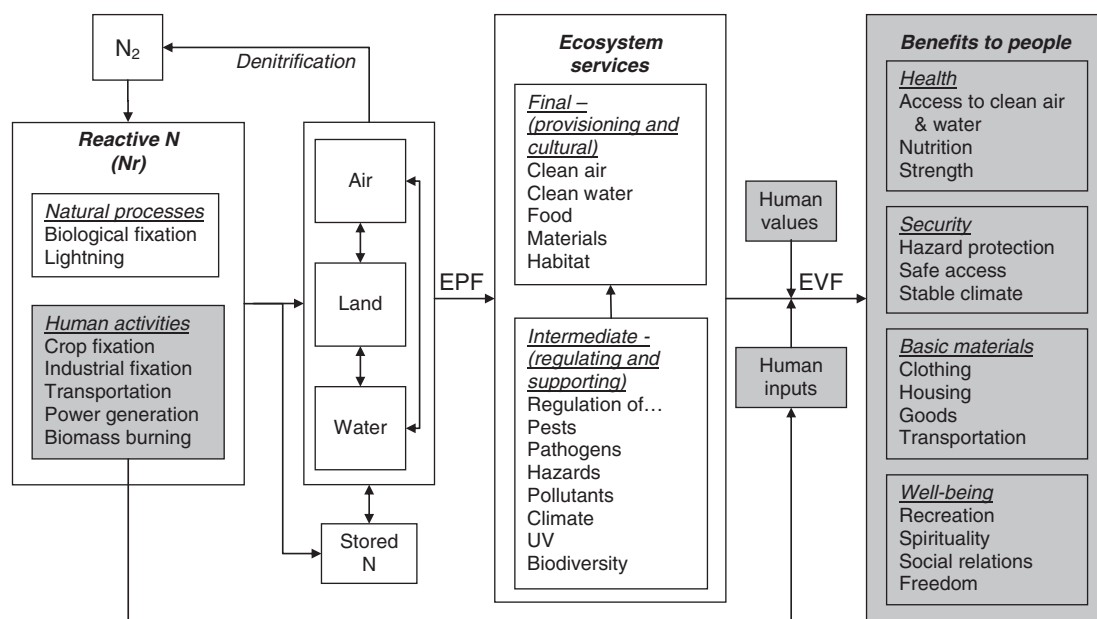 N2
Denitrification
Reactive N
(Nr)
Natural processes
Biological fixation
Lightning
Human activities
Crop fixation
Industrial fixation
Transportation
Power generation
Biomass burning
Air
Land
Water
Stored
N
EPF
Ecosystem
services
Final –
(provisioning and
cultural)
Clean air
Clean water
Food
Materials
Habitat
Intermediate -
(regulating and
supporting)
Regulation of…
Pests
Pathogens
Hazards
Pollutants
Climate
UV
Biodiversity
Human
values
EVF
Human
inputs
Benefits to people
Health
Access to clean air
& water
Nutrition
Strength
Security
Hazard protection
Safe access
Stable climate
Basic materials
Clothing
Housing
Goods
Transportation
Well-being
Recreation
Spirituality
Social relations
Freedom